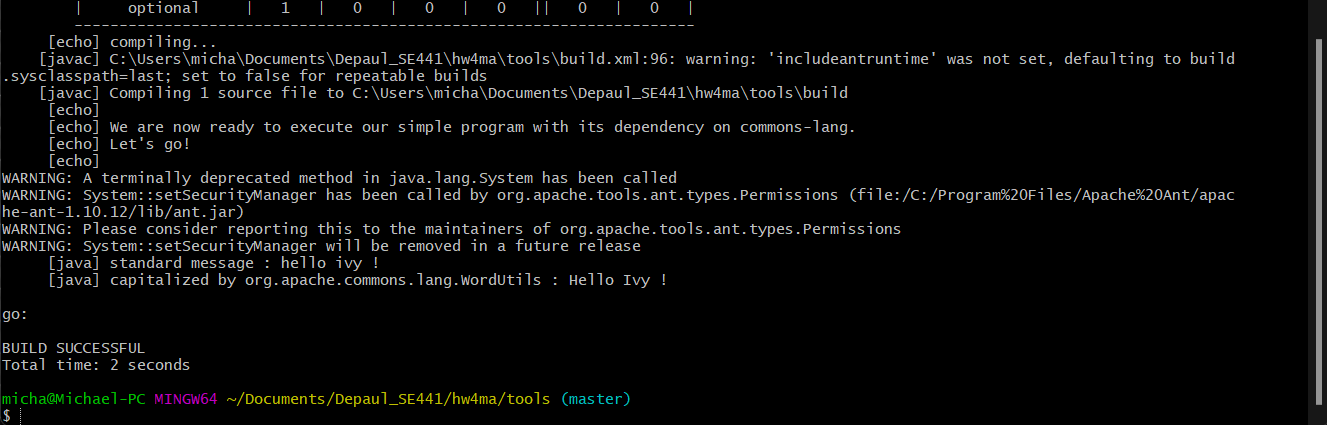 |     optional     |   1   |   0   |   0   |   0   ||   0   |   0   |
---------------------------------------------------------------------
[echo] compiling...
[javac] C:\Users\micha\Documents\Depaul_SE441\hw4ma\tools\build.xml:96: warning: 'includeantruntime' was not set, defaulting to build
.sysclasspath=last; set to false for repeatable builds
[javac] Compiling 1 source file to C:\Users\micha\Documents\Depaul_SE441\hw4ma\tools\build
[echo]
[echo] We are now ready to execute our simple program with its dependency on commons-lang.
[echo] Let's go!
[echo]
WARNING: A terminally deprecated method in java.lang.System has been called
WARNING: System::setSecurityManager has been called by org.apache.tools.ant.types.Permissions (file:/C:/Program%20Files/Apache%20Ant/apac
he-ant-1.10.12/lib/ant.jar)
WARNING: Please consider reporting this to the maintainers of org.apache.tools.ant.types.Permissions
WARNING: System::setSecurityManager will be removed in a future release
[java] standard message : hello ivy !
[java] capitalized by org.apache.commons.lang.WordUtils : Hello Ivy !
go:
BUILD SUCCESSFUL
Total time: 2 seconds
micha@Michael-PC MINGW64 ~/Documents/Depaul_SE441/hw4ma/tools (master)
$